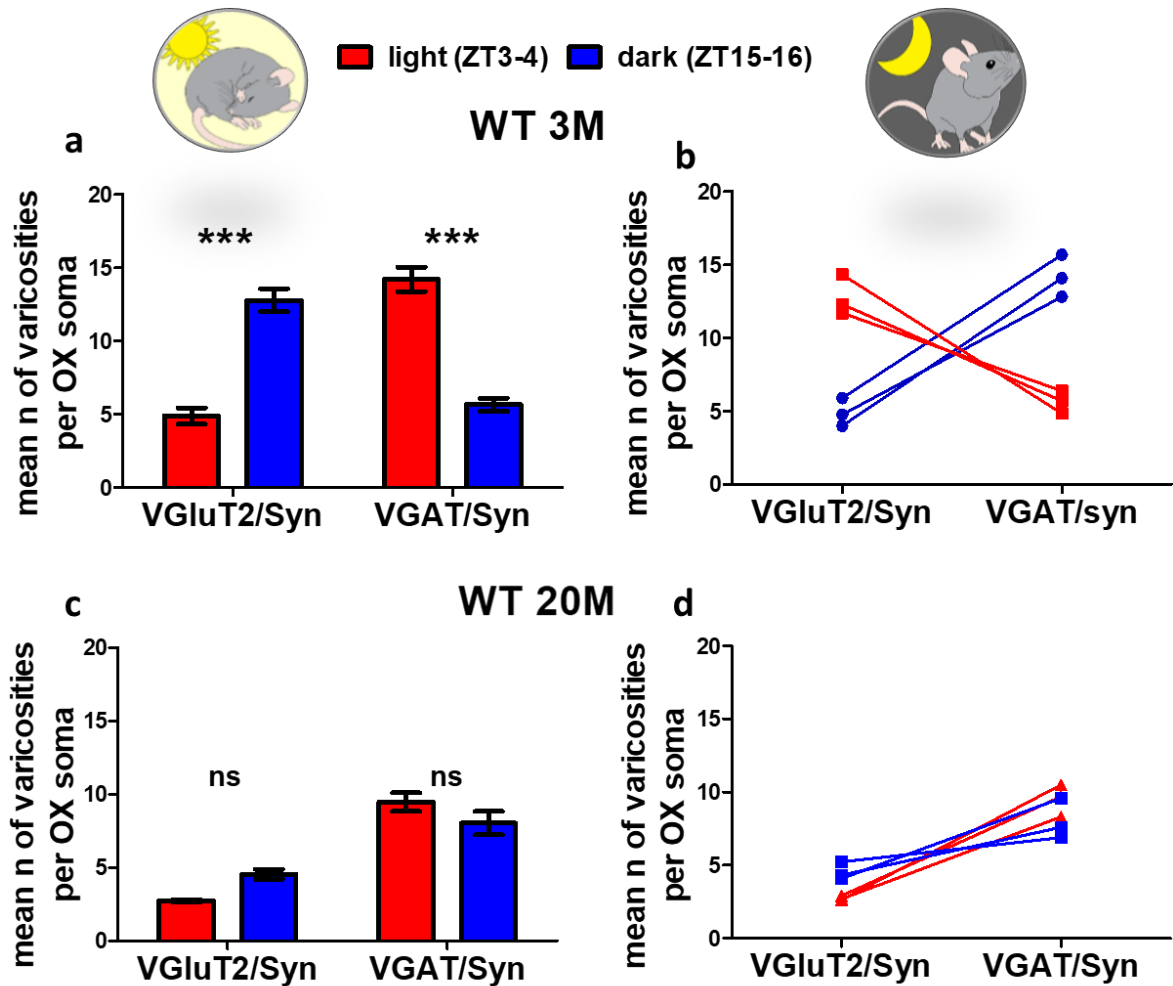 light (ZT3-4) dark (ZT15-16)
WT 3M
a
mean n of varicosities
per OX soma
20
15
10
5
0
*** ***
VGluT2/Syn VGAT/Syn
b
mean n of varicosities
per OX soma
20
15
10
5
0
VGluT2/Syn VGAT/syn
WT 20M
c
mean n of varicosities
per OX soma
20
15
10
5
0
ns ns
VGluT2/Syn VGAT/Syn
d
mean n of varicosities
per OX soma
20
15
10
5
0
VGluT2/Syn VGAT/Syn